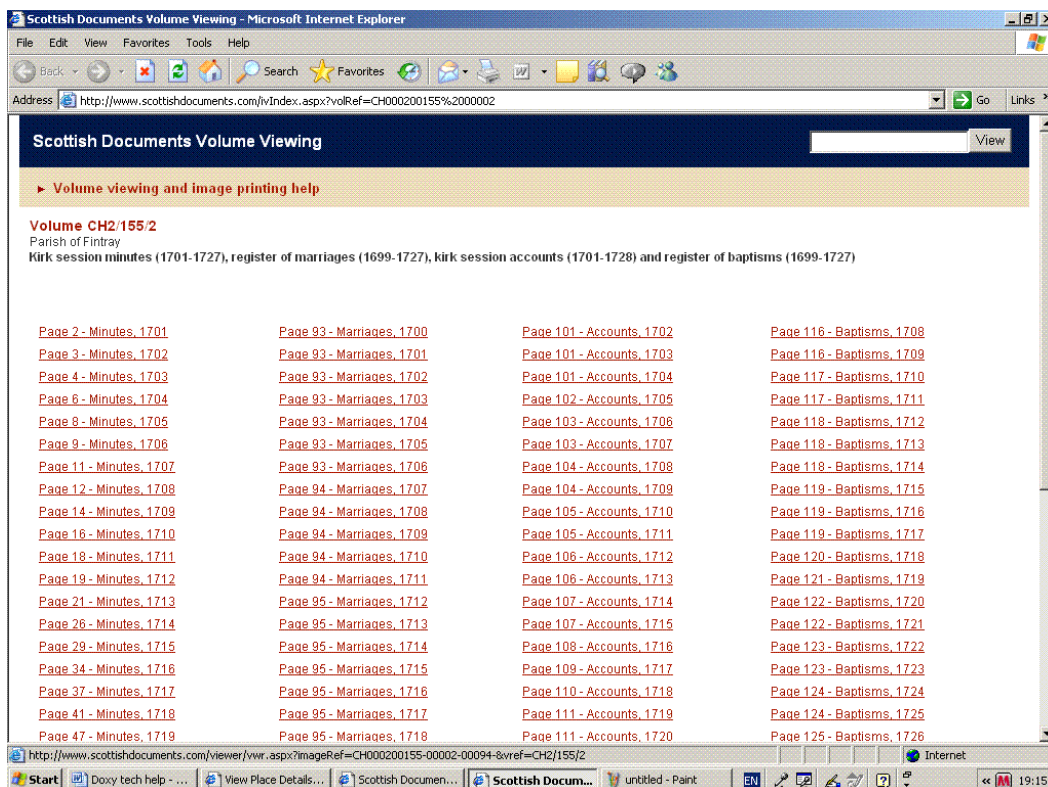 Scottish Documents Volume Viewing - Microsoft Internet Explorer
File Edit View Favorites Tools Help
Back Search Favorites
Address http://www.scottishdocuments.com/ivIndex.aspx?volRef=CH000200155%2000002 Go Links »
Scottish Documents Volume Viewing View
► Volume viewing and image printing help
Volume CH2/155/2
Parish of Fintray
Kirk session minutes (1701-1727), register of marriages (1699-1727), kirk session accounts (1701-1728) and register of baptisms (1699-1727)
Page 2 - Minutes, 1701 Page 93 - Marriages, 1700 Page 101 - Accounts, 1702 Page 116 - Baptisms, 1708
Page 3 - Minutes, 1702 Page 93 - Marriages, 1701 Page 101 - Accounts, 1703 Page 116 - Baptisms, 1709
Page 4 - Minutes, 1703 Page 93 - Marriages, 1702 Page 101 - Accounts, 1704 Page 117 - Baptisms, 1710
Page 6 - Minutes, 1704 Page 93 - Marriages, 1703 Page 102 - Accounts, 1705 Page 117 - Baptisms, 1711
Page 8 - Minutes, 1705 Page 93 - Marriages, 1704 Page 103 - Accounts, 1706 Page 118 - Baptisms, 1712
Page 9 - Minutes, 1706 Page 93 - Marriages, 1705 Page 103 - Accounts, 1707 Page 118 - Baptisms, 1713
Page 11 - Minutes, 1707 Page 93 - Marriages, 1706 Page 104 - Accounts, 1708 Page 118 - Baptisms, 1714
Page 12 - Minutes, 1708 Page 94 - Marriages, 1707 Page 104 - Accounts, 1709 Page 119 - Baptisms, 1715
Page 14 - Minutes, 1709 Page 94 - Marriages, 1708 Page 105 - Accounts, 1710 Page 119 - Baptisms, 1716
Page 16 - Minutes, 1710 Page 94 - Marriages, 1709 Page 105 - Accounts, 1711 Page 119 - Baptisms, 1717
Page 18 - Minutes, 1711 Page 94 - Marriages, 1710 Page 106 - Accounts, 1712 Page 120 - Baptisms, 1718
Page 19 - Minutes, 1712 Page 94 - Marriages, 1711 Page 106 - Accounts, 1713 Page 121 - Baptisms, 1719
Page 21 - Minutes, 1713 Page 95 - Marriages, 1712 Page 107 - Accounts, 1714 Page 122 - Baptisms, 1720
Page 26 - Minutes, 1714 Page 95 - Marriages, 1713 Page 107 - Accounts, 1715 Page 122 - Baptisms, 1721
Page 29 - Minutes, 1715 Page 95 - Marriages, 1714 Page 108 - Accounts, 1716 Page 123 - Baptisms, 1722
Page 34 - Minutes, 1716 Page 95 - Marriages, 1715 Page 109 - Accounts, 1717 Page 123 - Baptisms, 1723
Page 37 - Minutes, 1717 Page 95 - Marriages, 1716 Page 110 - Accounts, 1718 Page 124 - Baptisms, 1724
Page 41 - Minutes, 1718 Page 95 - Marriages, 1717 Page 111 - Accounts, 1719 Page 124 - Baptisms, 1725
Page 47 - Minutes, 1719 Page 95 - Marriages, 1718 Page 111 - Accounts, 1720 Page 125 - Baptisms, 1726
http://www.scottishdocuments.com/viewer/vwr.aspx?imageRef=CH000200155-00002-00094-&vref=CH2/155/2 Internet
Start Doxy tech help - ... View Place Details... Scottish Documen... Scottish Docum... untitled - Paint EN « 19:15